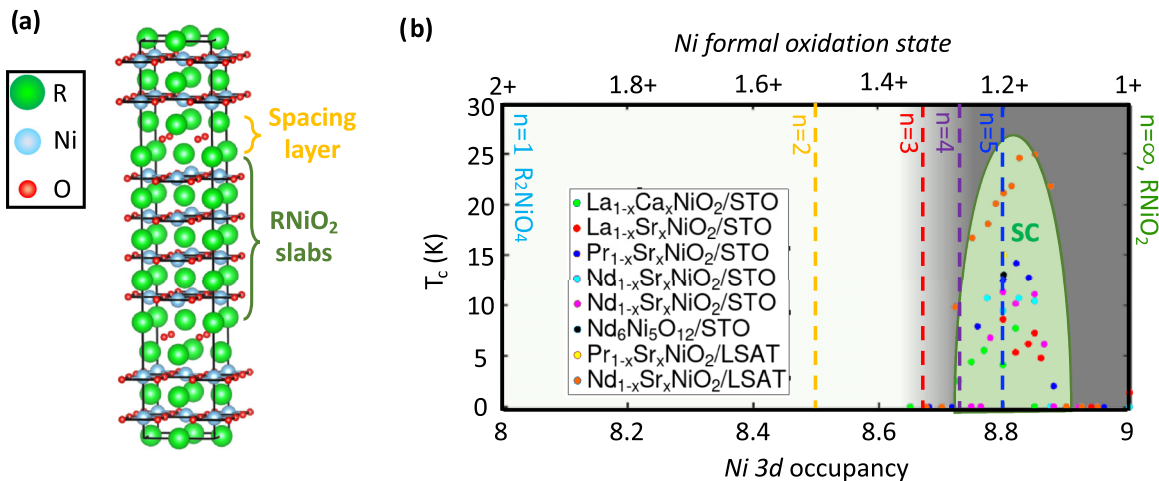 (a)
R
Ni
O
Spacing
layer
RNiO₂
slabs
(b)
Ni formal oxidation state
2+ 1.8+ 1.6+ 1.4+ 1.2+ 1+
n=1 R₂NiO₄
n=2
n=3
n=4
n=5
n=∞, RNiO₂
30
25
20
15
10
5
0
T_c (K)
La₁₋ₓCaₓNiO₂/STO
La₁₋ₓSrₓNiO₂/STO
Pr₁₋ₓSrₓNiO₂/STO
Nd₁₋ₓSrₓNiO₂/STO
Nd₁₋ₓSrₓNiO₂/STO
Nd₆Ni₅O₁₂/STO
Pr₁₋ₓSrₓNiO₂/LSAT
Nd₁₋ₓSrₓNiO₂/LSAT
SC
8 8.2 8.4 8.6 8.8 9
Ni 3d occupancy